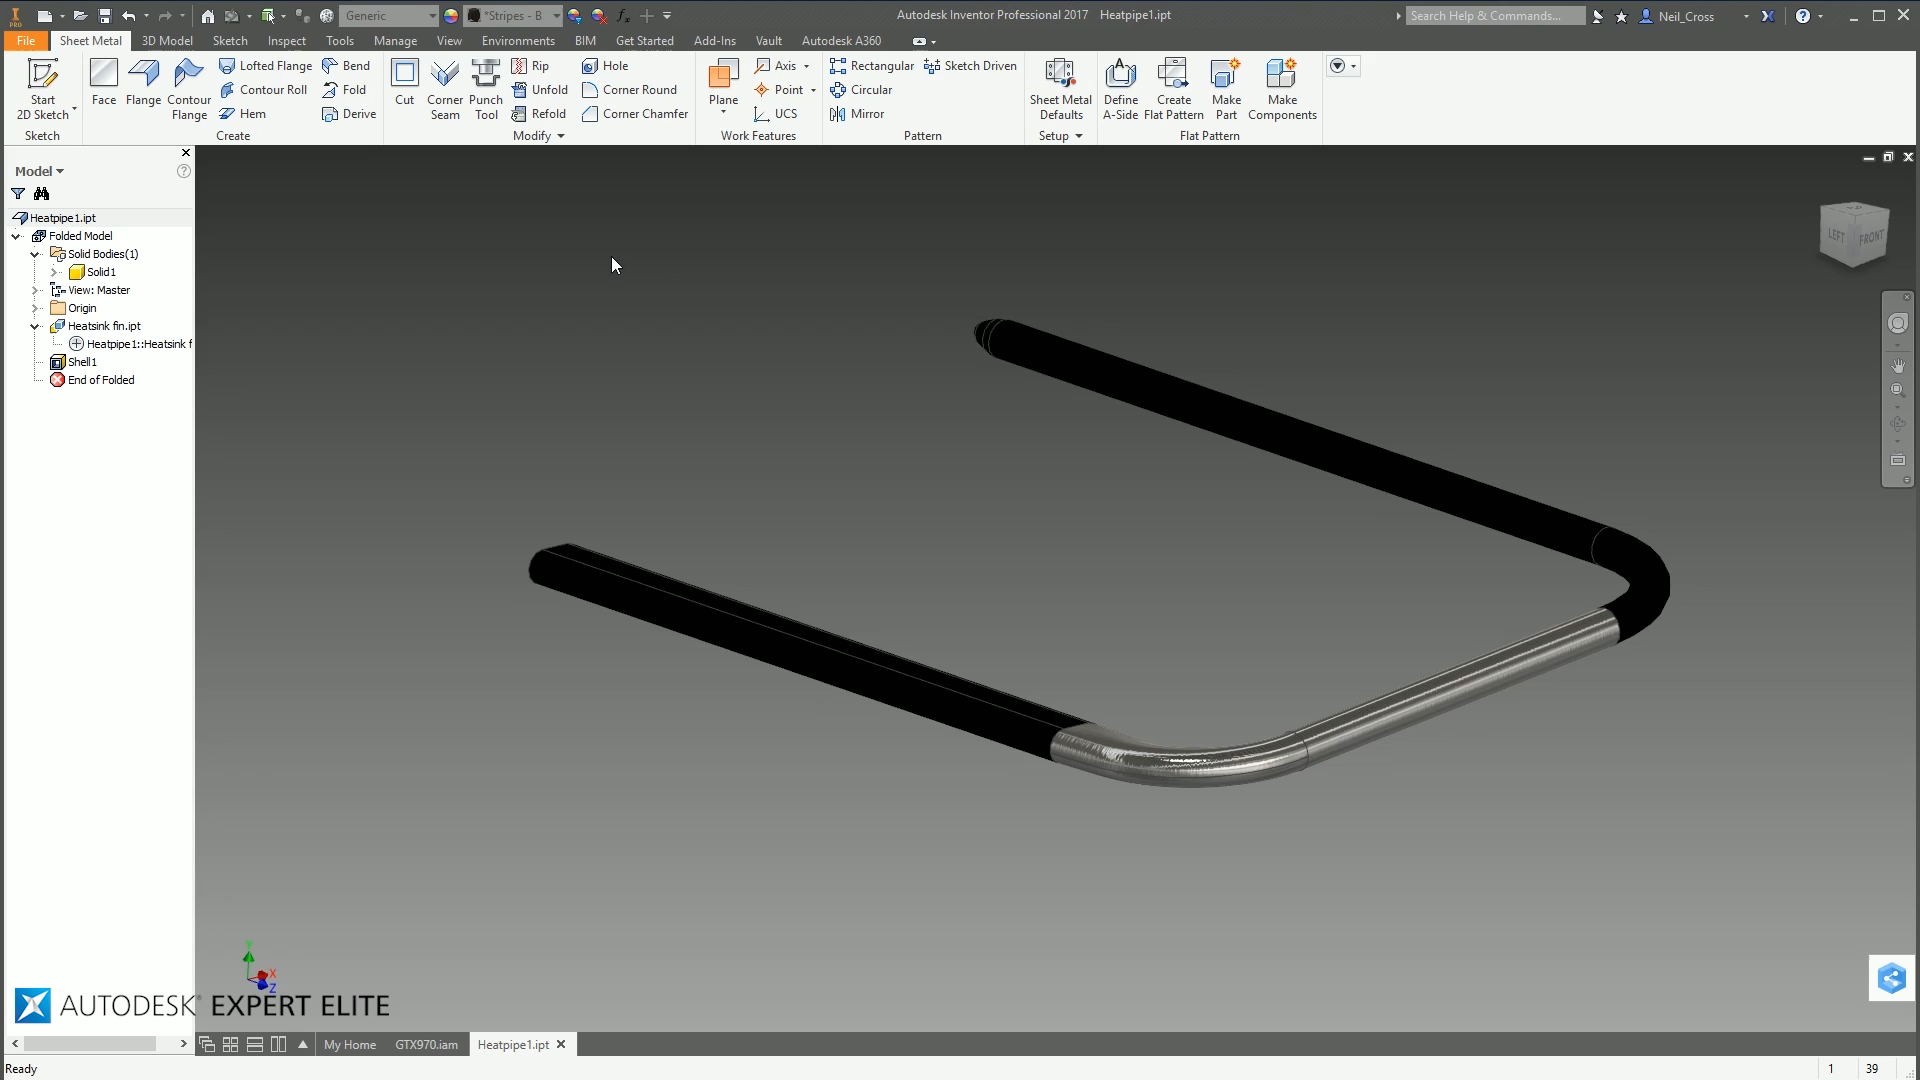 PRO
Generic
*Stripes - B
Autodesk Inventor Professional 2017 Heatpipe1.ipt
Search Help & Commands...
Neil_Cross
File Sheet Metal 3D Model Sketch Inspect Tools Manage View Environments BIM Get Started Add-Ins Vault Autodesk A360
Start
2D Sketch
Face
Flange
Contour
Flange
Lofted Flange
Contour Roll
Hem
Bend
Fold
Derive
Cut
Corner
Seam
Punch
Tool
Rip
Unfold
Refold
Hole
Corner Round
Corner Chamfer
Plane
Axis
Point
UCS
Rectangular
Circular
Mirror
Sketch Driven
Sheet Metal
Defaults
Define
A-Side
Create
Flat Pattern
Make
Part
Make
Components
Sketch Create Modify Work Features Pattern Setup Flat Pattern
Model
Heatpipe1.ipt
Folded Model
Solid Bodies(1)
Solid1
View: Master
Origin
Heatsink fin.ipt
Heatpipe1::Heatsink f
Shell1
End of Folded
LEFT
FRONT
Y
X
Z
AUTODESK EXPERT ELITE
My Home GTX970.iam Heatpipe1.ipt
Ready
1 39